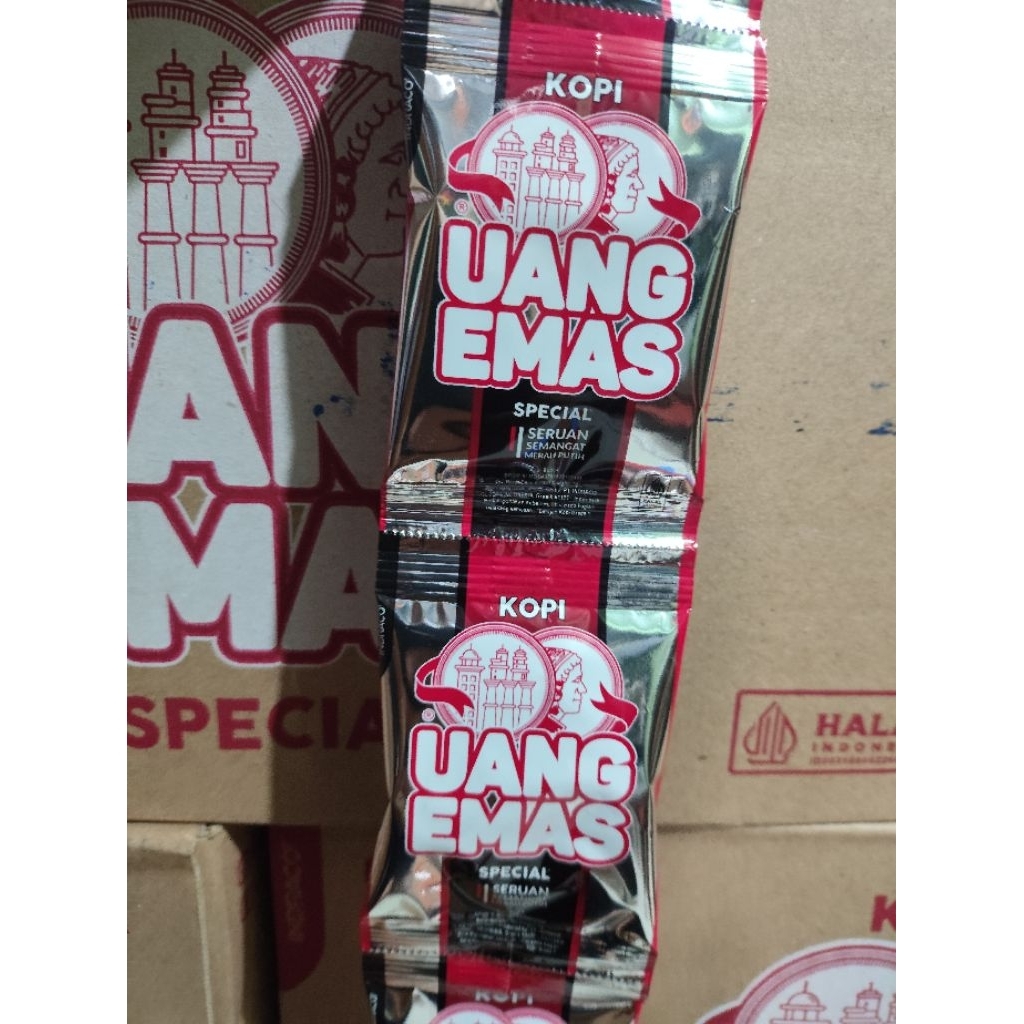 KOPI
UANG
EMAS
SPECIAL
SERUAN
SEMANGAT
MERAH PUTIH
KOPI
UANG
EMAS
SPECIAL
SERUAN
KOPI
UANG
AN
MA
SPECIA
HALA
INDONE
K